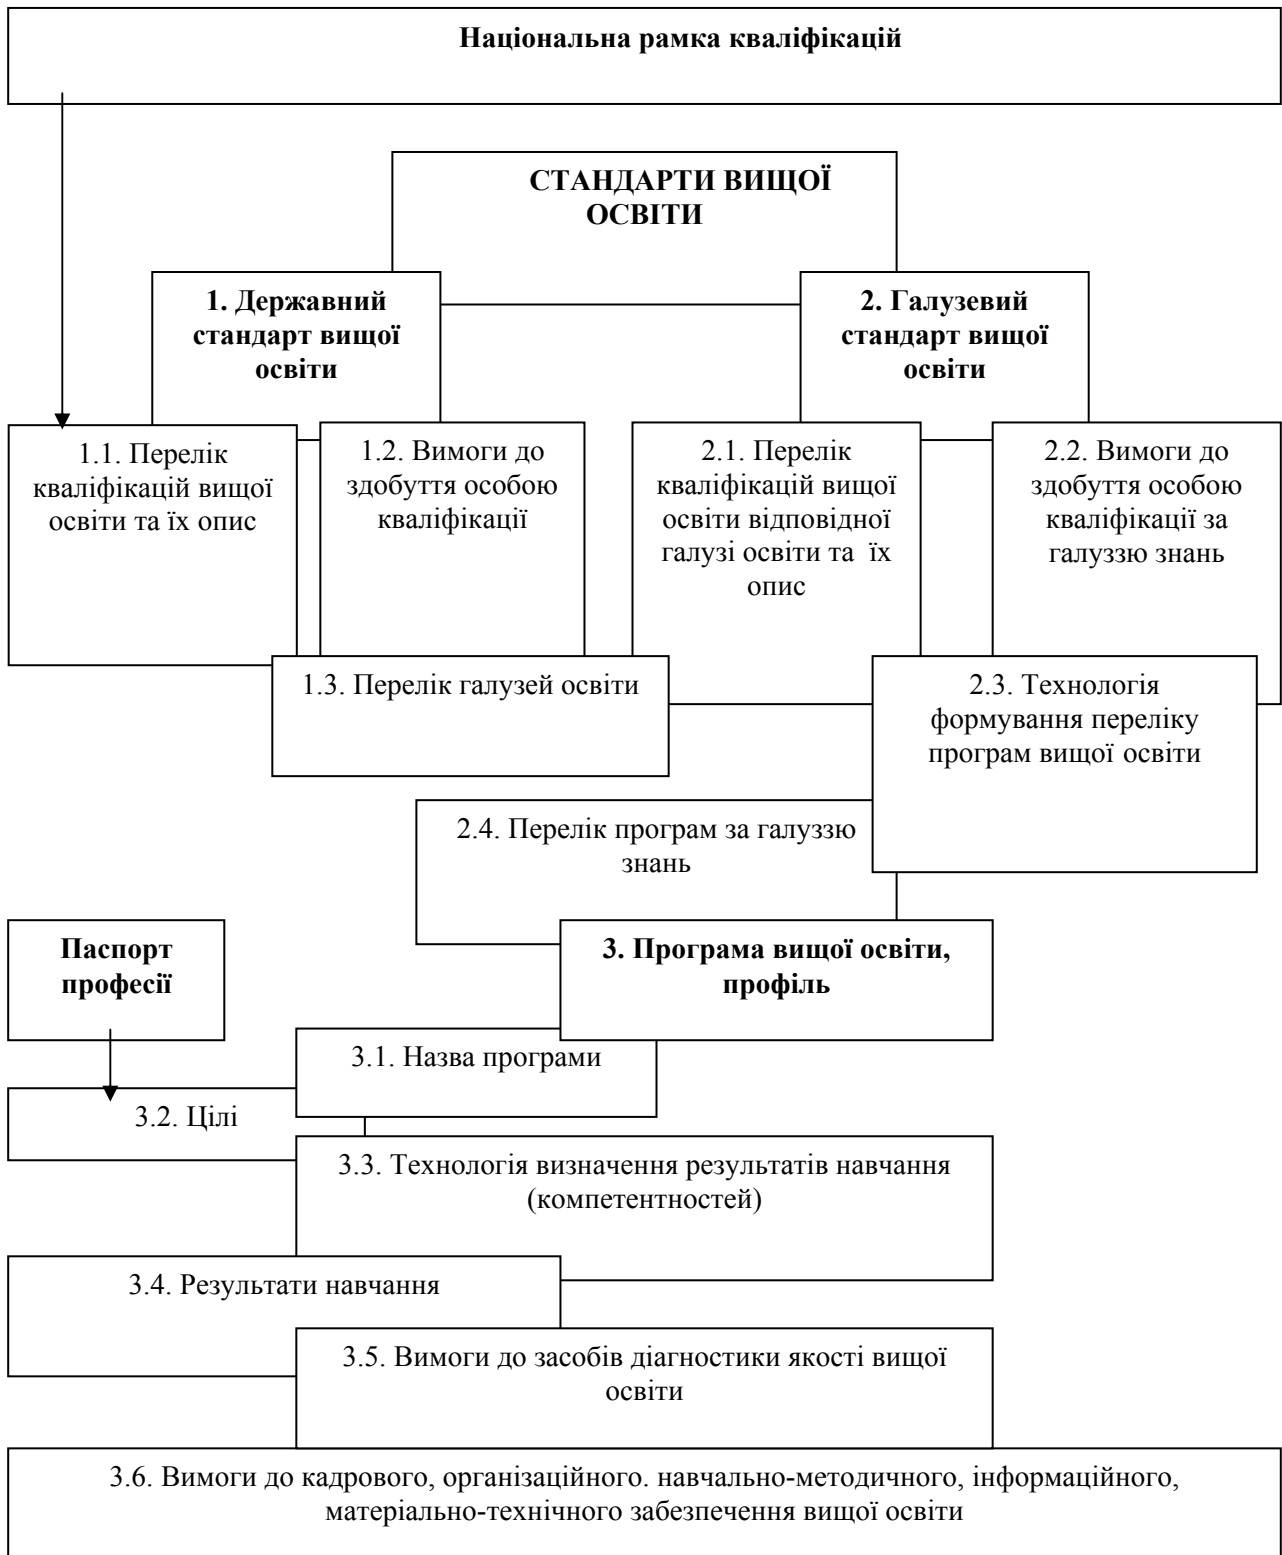 Національна рамка кваліфікацій
СТАНДАРТИ ВИЩОЇ
ОСВІТИ
1. Державний
стандарт вищої
освіти
2. Галузевий
стандарт вищої
освіти
1.1. Перелік
кваліфікацій вищої
освіти та їх опис
1.2. Вимоги до
здобуття особою
кваліфікації
2.1. Перелік
кваліфікацій вищої
освіти відповідної
галузі освіти та їх
опис
2.2. Вимоги до
здобуття особою
кваліфікації за
галуззю знань
1.3. Перелік галузей освіти
2.3. Технологія
формування переліку
програм вищої освіти
2.4. Перелік програм за галуззю
знань
Паспорт
професії
3. Програма вищої освіти,
профіль
3.1. Назва програми
3.2. Цілі
3.3. Технологія визначення результатів навчання
(компетентностей)
3.4. Результати навчання
3.5. Вимоги до засобів діагностики якості вищої
освіти
3.6. Вимоги до кадрового, організаційного. навчально-методичного, інформаційного,
матеріально-технічного забезпечення вищої освіти